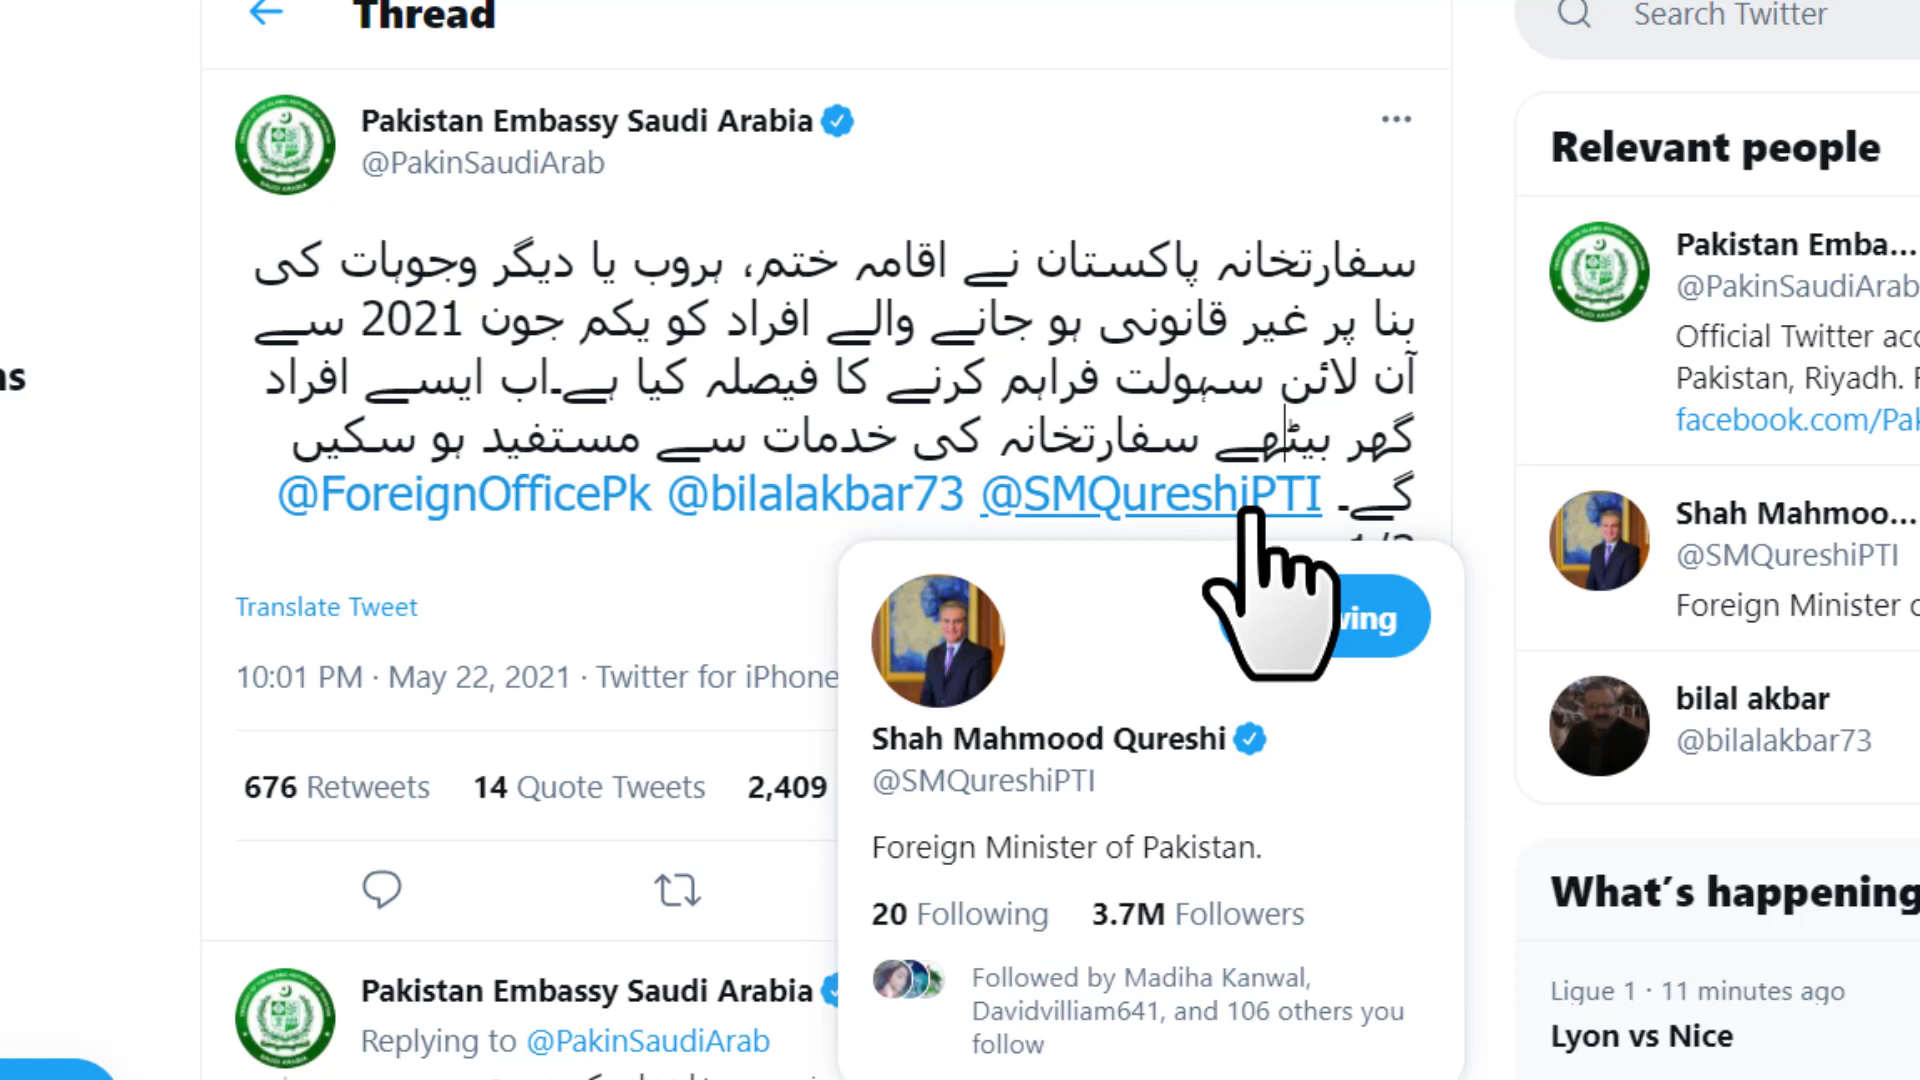 Thread
Search Twitter
Pakistan Embassy Saudi Arabia
@PakinSaudiArab
سفارتخانہ پاکستان نے اقامہ ختم، ہروب یا دیگر وجوہات کی
بنا پر غیر قانونی ہو جانے والے افراد کو یکم جون 2021 سے
آن لائن سہولت فراہم کرنے کا فیصلہ کیا ہے۔اب ایسے افراد
گھر بیٹھے سفارتخانہ کی خدمات سے مستفید ہو سکیں
گے۔ @SMQureshiPTI @bilalakbar73 @ForeignOfficePk
Translate Tweet
10:01 PM · May 22, 2021 · Twitter for iPhone
676 Retweets 14 Quote Tweets 2,409
Shah Mahmood Qureshi
@SMQureshiPTI
Foreign Minister of Pakistan.
20 Following 3.7M Followers
Followed by Madiha Kanwal,
Davidvilliam641, and 106 others you
follow
Pakistan Embassy Saudi Arabia
Replying to @PakinSaudiArab
Relevant people
Pakistan Emba...
@PakinSaudiArab
Official Twitter acc
Pakistan, Riyadh. F
facebook.com/Pak
Shah Mahmoo...
@SMQureshiPTI
Foreign Minister o
bilal akbar
@bilalakbar73
What's happening
Ligue 1 · 11 minutes ago
Lyon vs Nice